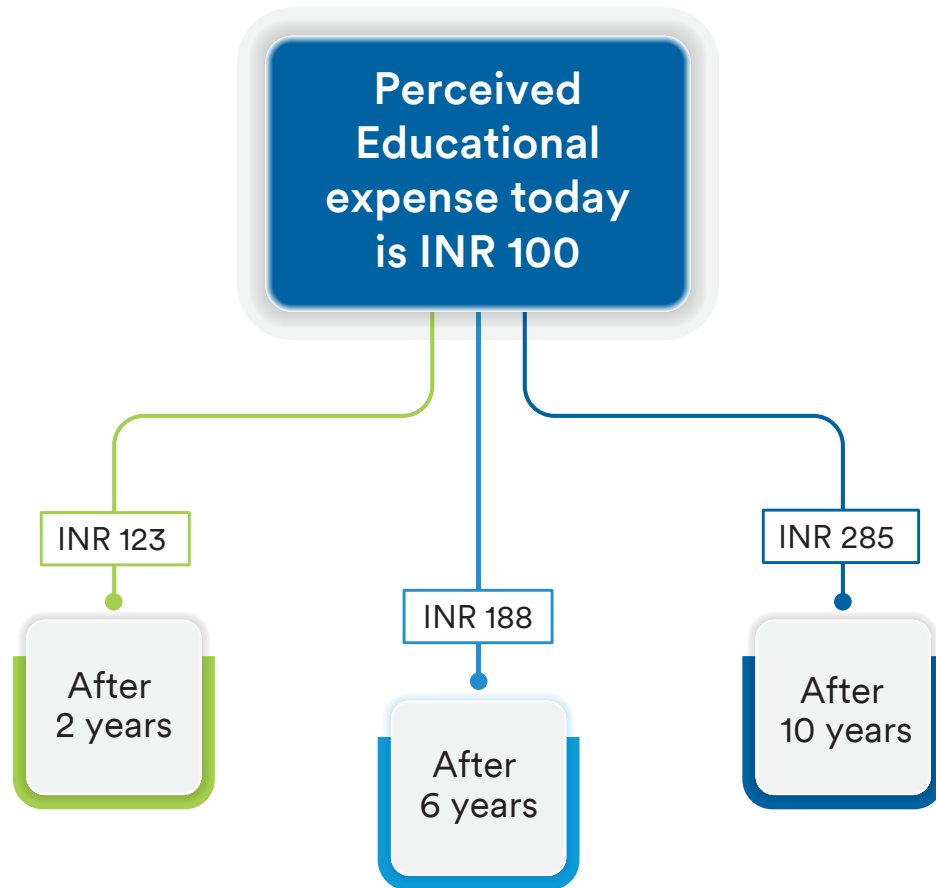 Perceived
Educational
expense today
is INR 100
INR 123
After
2 years
INR 188
After
6 years
INR 285
After
10 years